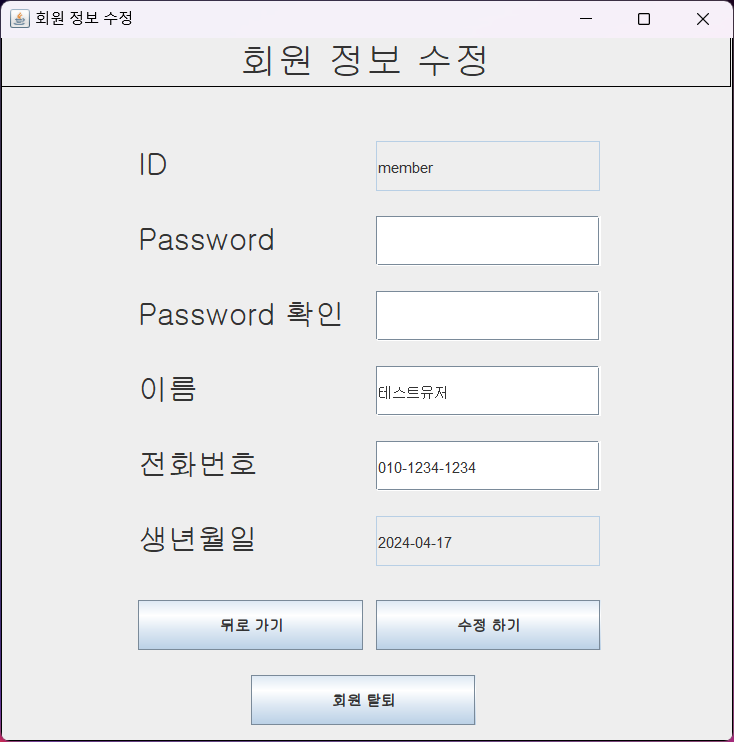 회원 정보 수정
회원 정보 수정
ID
member
Password
Password 확인
이름
테스트유저
전화번호
010-1234-1234
생년월일
2024-04-17
뒤로 가기
수정 하기
회원 탈퇴